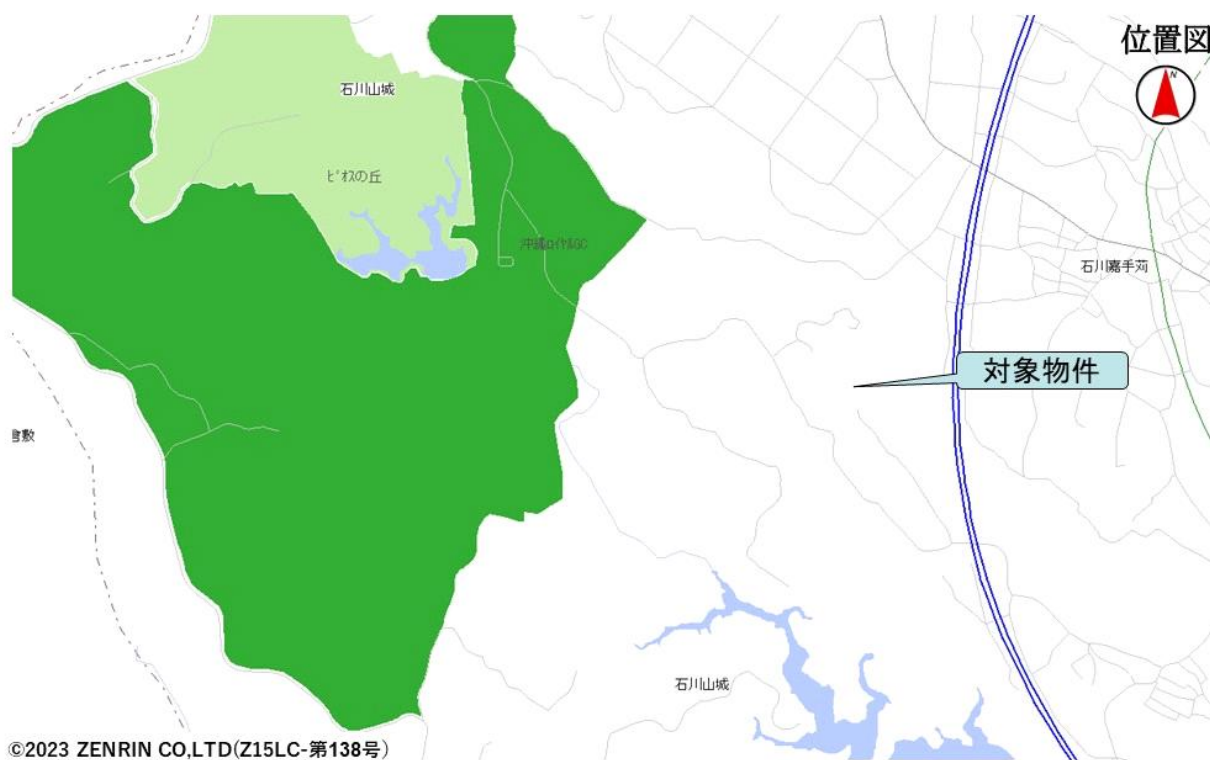 位置図
N
石川山城
ビオスの丘
沖縄ロイヤルGC
石川嘉手苅
対象物件
倉敷
石川山城
©2023 ZENRIN CO,LTD(Z15LC-第138号)